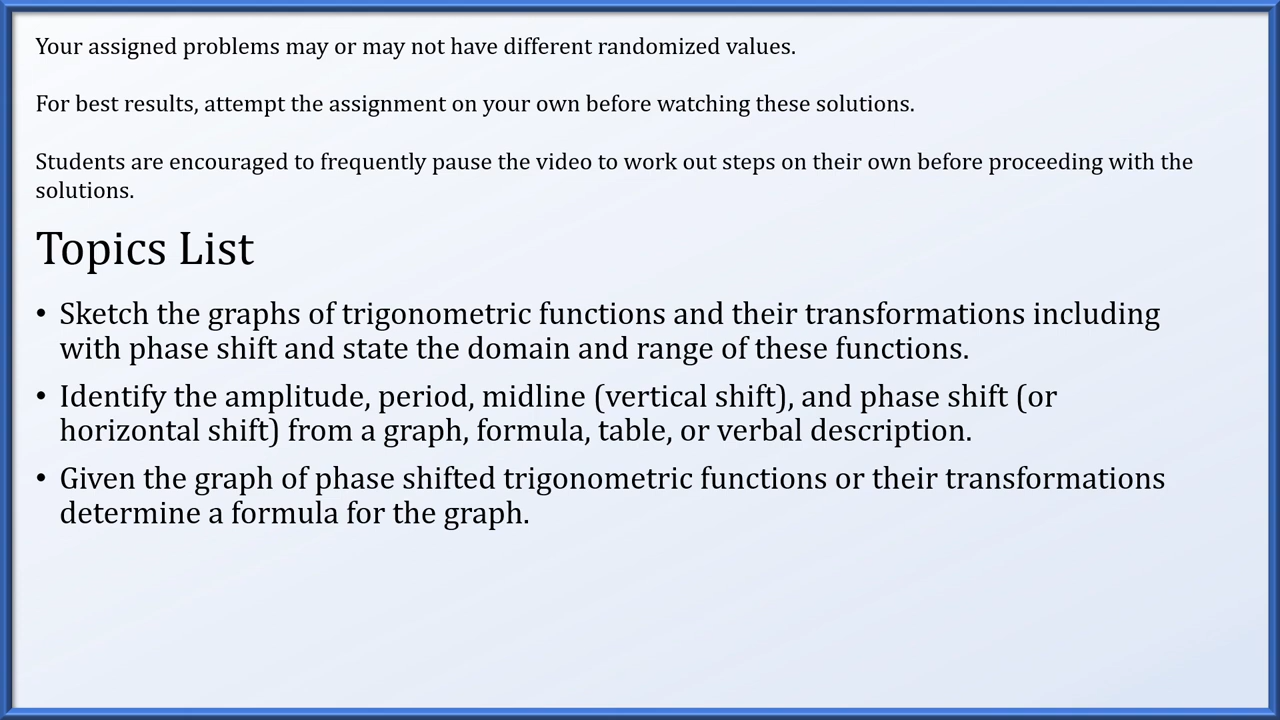 Your assigned problems may or may not have different randomized values.
For best results, attempt the assignment on your own before watching these solutions.
Students are encouraged to frequently pause the video to work out steps on their own before proceeding with the
solutions.
Topics List
• Sketch the graphs of trigonometric functions and their transformations including
with phase shift and state the domain and range of these functions.
• Identify the amplitude, period, midline (vertical shift), and phase shift (or
horizontal shift) from a graph, formula, table, or verbal description.
• Given the graph of phase shifted trigonometric functions or their transformations
determine a formula for the graph.